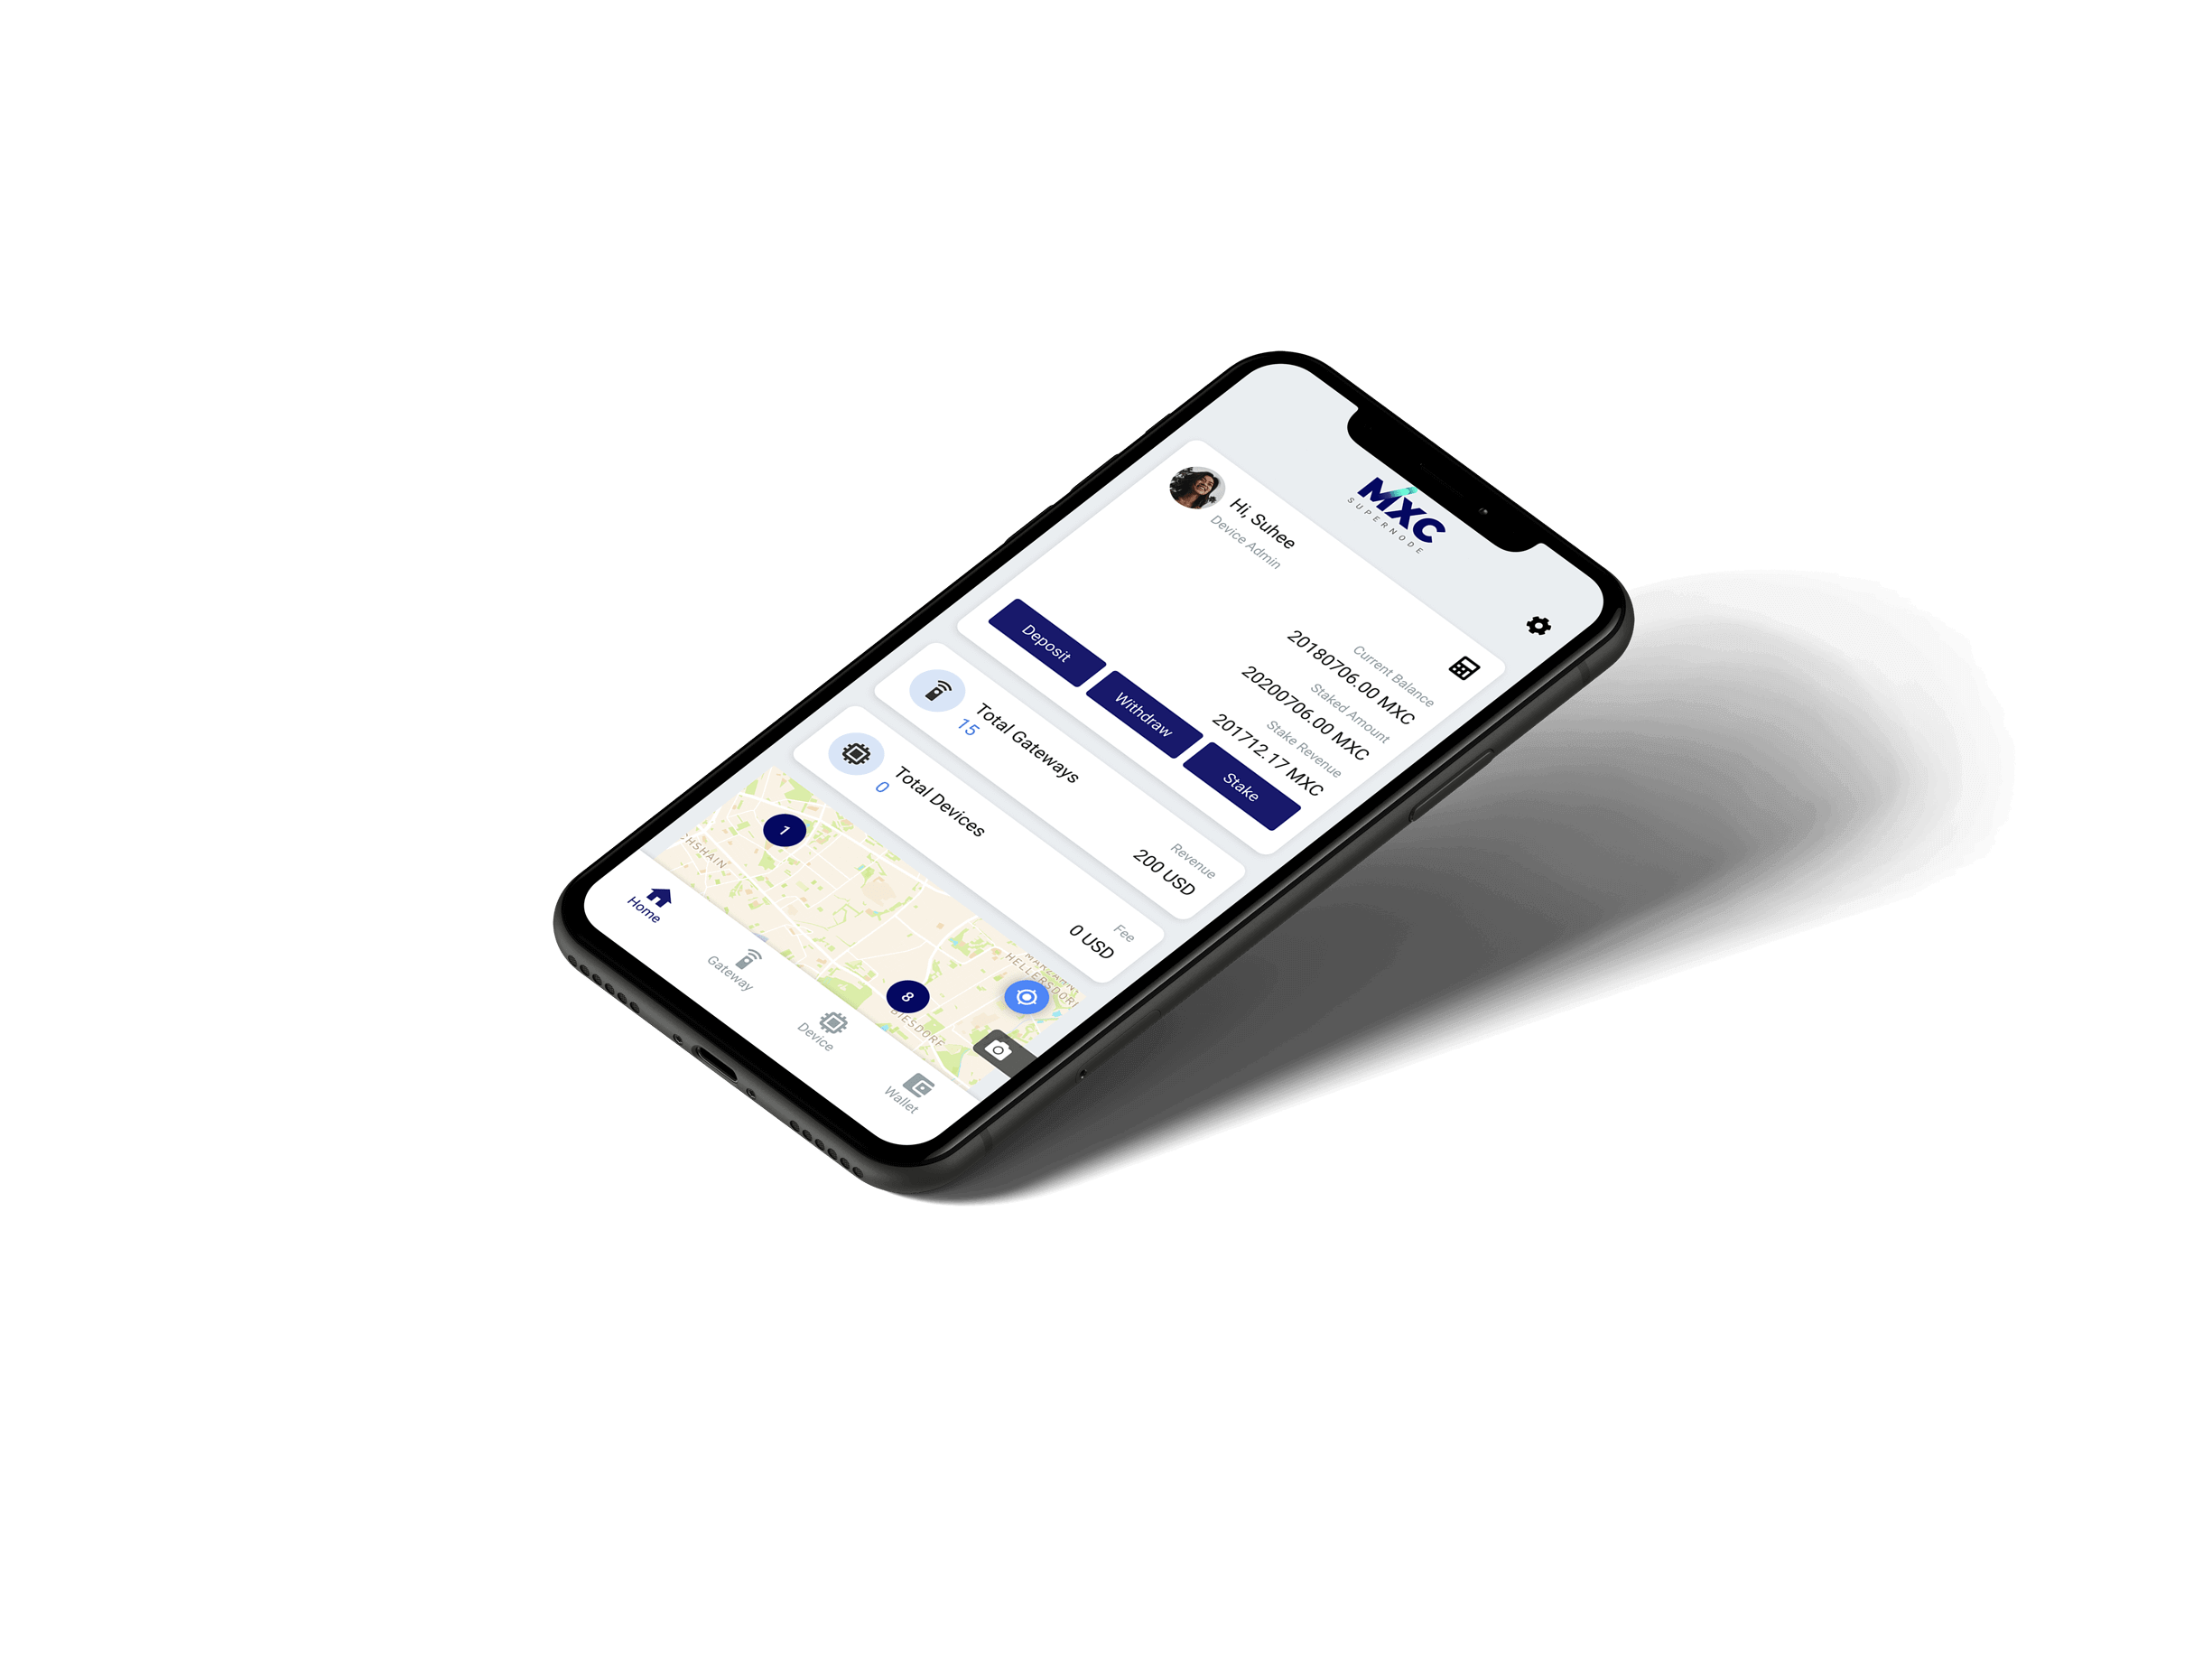 MXC
SUPERNODE
Hi, Suhee
Device Admin
Current Balance
20180706.00 MXC
Staked Amount
20200706.00 MXC
Stake Revenue
201712.17 MXC
Deposit
Withdraw
Stake
Total Gateways
15
Revenue
200 USD
Total Devices
0
Fee
0 USD
1
CHSHAIN
8
HELLERSDORF
BIESDORF
Home
Gateway
Device
Wallet